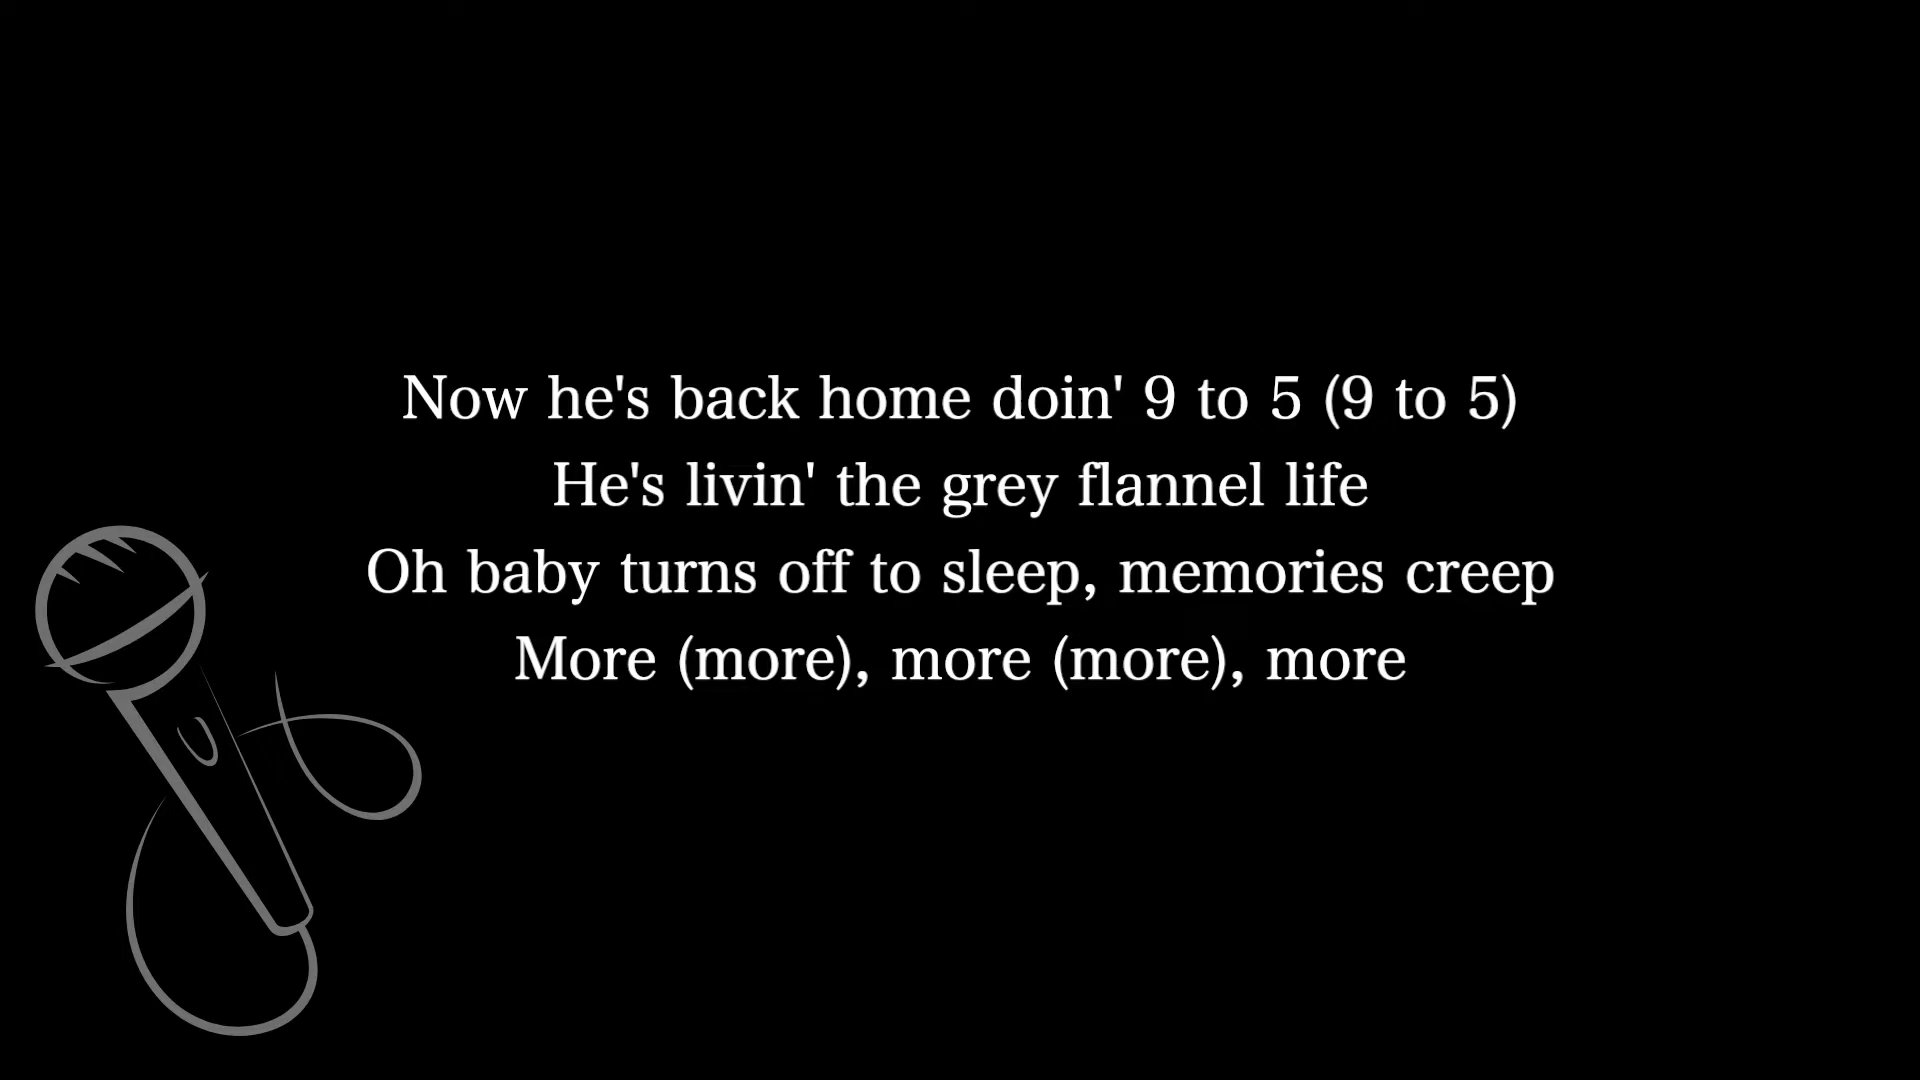 Now he's back home doin' 9 to 5 (9 to 5)
He's livin' the grey flannel life
Oh baby turns off to sleep, memories creep
More (more), more (more), more